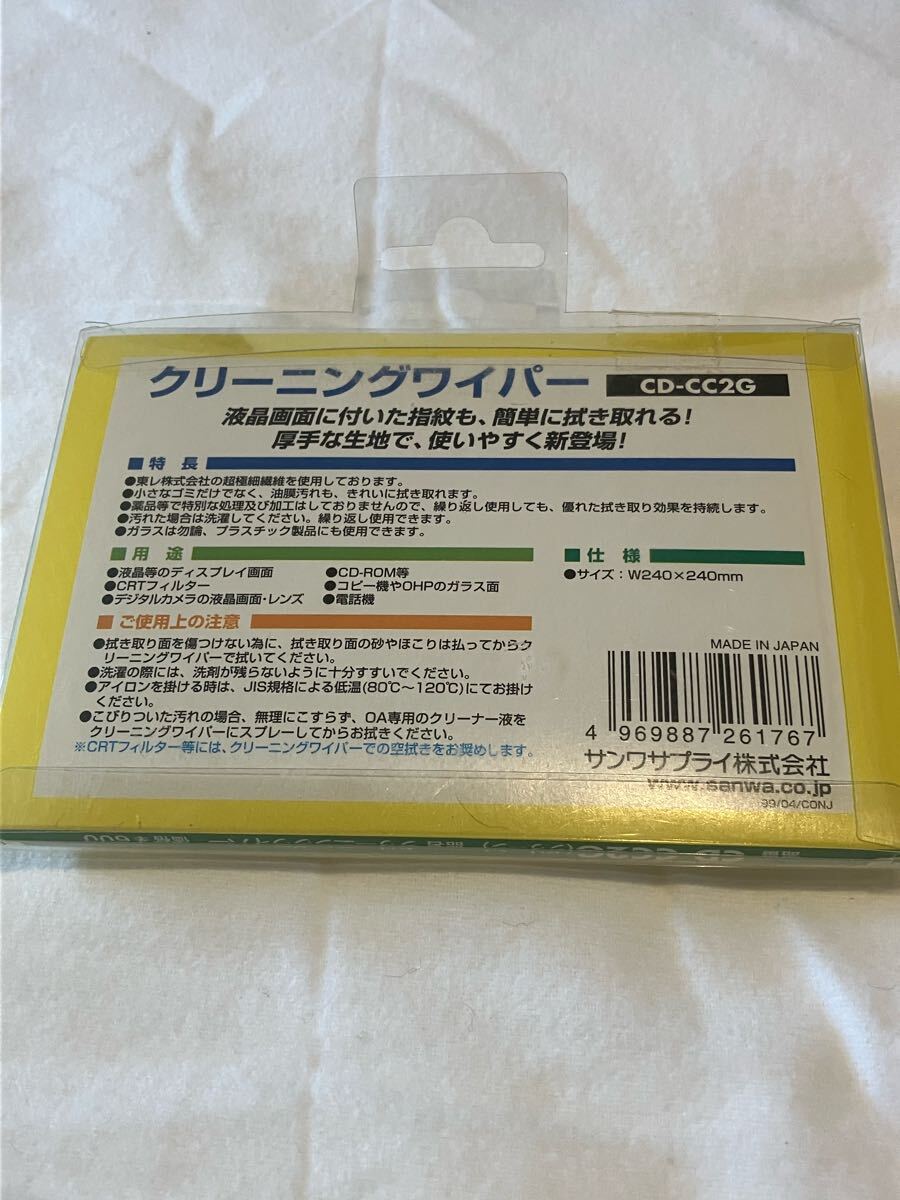 クリーニングワイパー CD-CC2G
液晶画面に付いた指紋も、簡単に拭き取れる!
厚手な生地で、使いやすく新登場!
■特長
●東レ株式会社の超極細繊維を使用しております。
●小さなゴミだけでなく、油膜汚れも、きれいに拭き取れます。
●薬品等で特別な処理及び加工はしておりませんので、繰り返し使用しても、優れた拭き取り効果を持続します。
●汚れた場合は洗濯してください。繰り返し使用できます。
●ガラスは勿論、プラスチック製品にも使用できます。
■用途
●液晶等のディスプレイ画面
●CRTフィルター
●デジタルカメラの液晶画面・レンズ
●CD-ROM等
●コピー機やOHPのガラス面
●電話機
■仕様
●サイズ:W240×240mm
■ご使用上の注意
●拭き取り面を傷つけない為に、拭き取り面の砂やほこりは払ってからク
リーニングワイパーで拭いてください。
●洗濯の際には、洗剤が残らないように十分すすいでください。
●アイロンを掛ける時は、JIS規格による低温(80℃〜120℃)にてお掛け
ください。
●こびりついた汚れの場合、無理にこすらず、OA専用のクリーナー液を
クリーニングワイパーにスプレーしてからお拭きください。
※CRTフィルター等には、クリーニングワイパーでの空拭きをお奨めします。
MADE IN JAPAN
4 969887 261767
サンワサプライ株式会社
www.sanwa.co.jp
99/04/CONJ
品番 CD-CC2G(グリーン) 品名 クリーニングワイパー 価格 ¥600